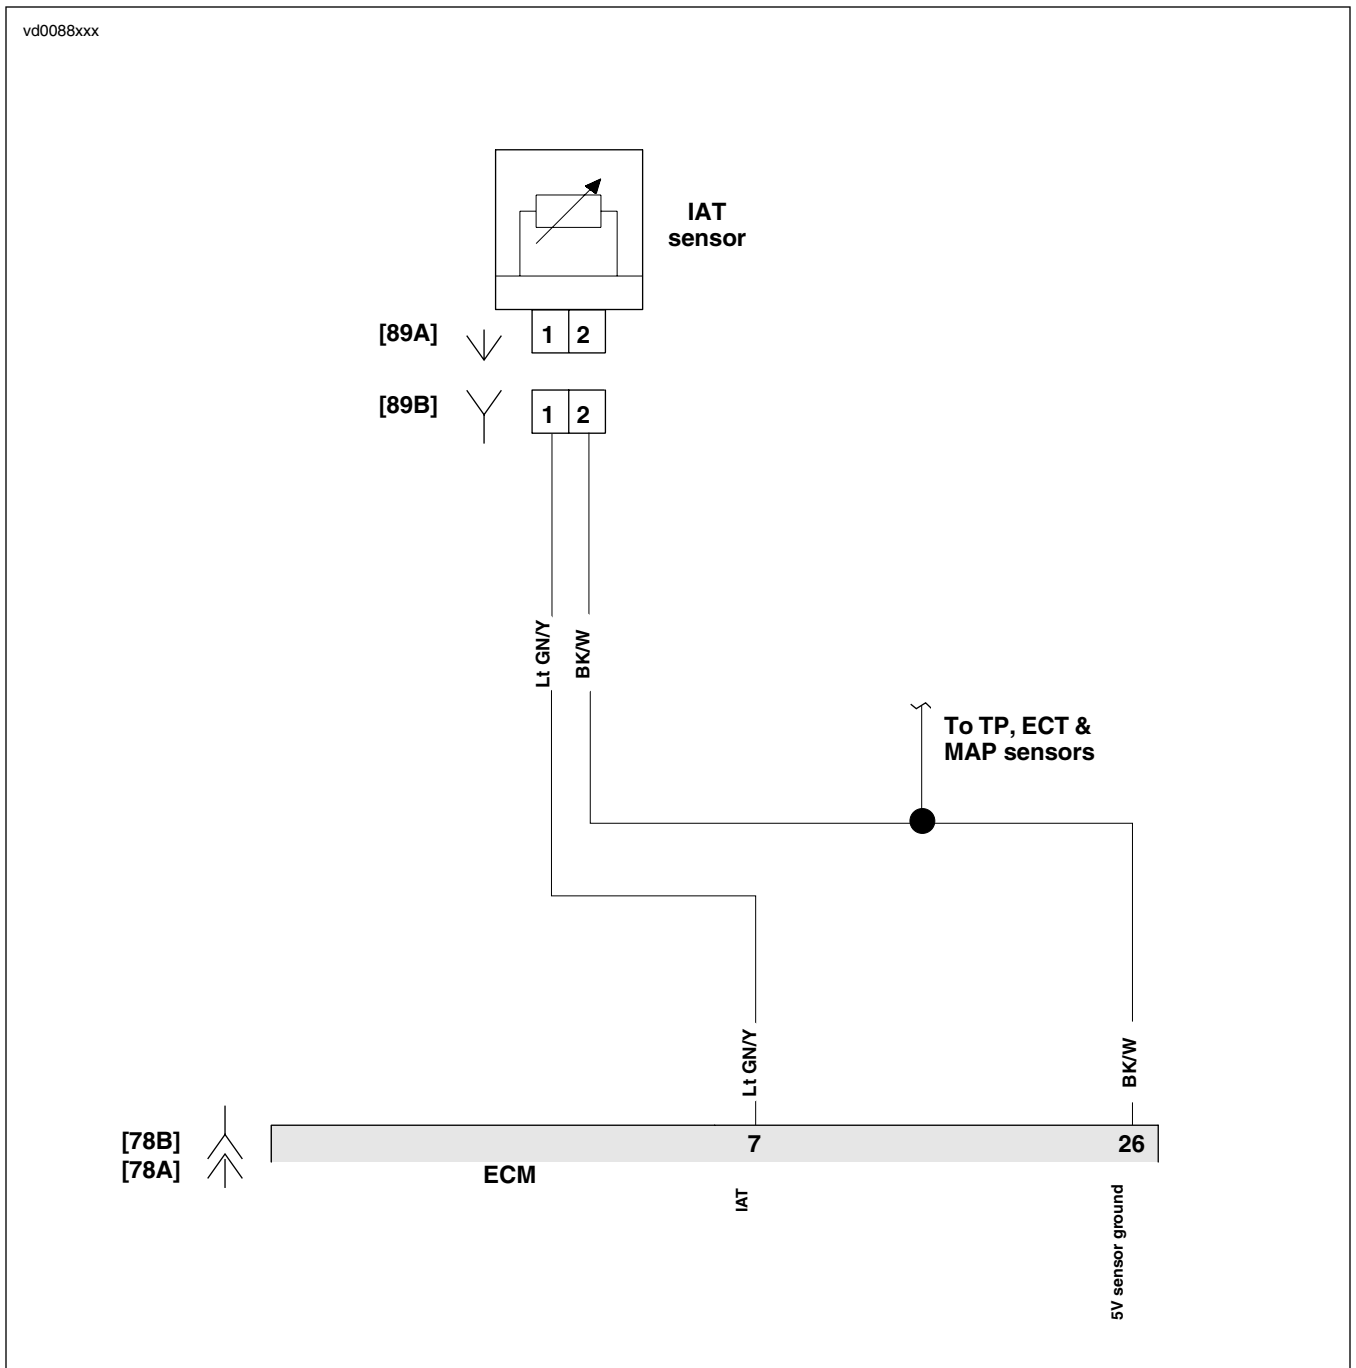 vd0088xxx
IAT
sensor
[89A]
1 2
[89B]
1 2
Lt GN/Y
BK/W
To TP, ECT &
MAP sensors
Lt GN/Y
BK/W
[78B]
[78A]
7
26
ECM
IAT
5V sensor ground